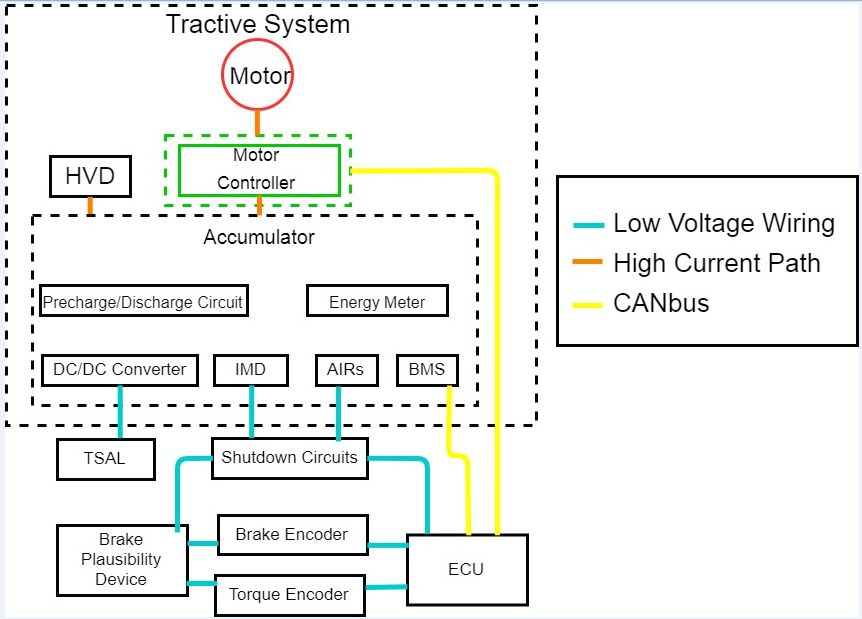 Tractive System
Motor
Motor
Controller
HVD
Accumulator
Precharge/Discharge Circuit
Energy Meter
DC/DC Converter
IMD
AIRs
BMS
TSAL
Shutdown Circuits
Brake
Plausibility
Device
Brake Encoder
Torque Encoder
ECU
Low Voltage Wiring
High Current Path
CANbus